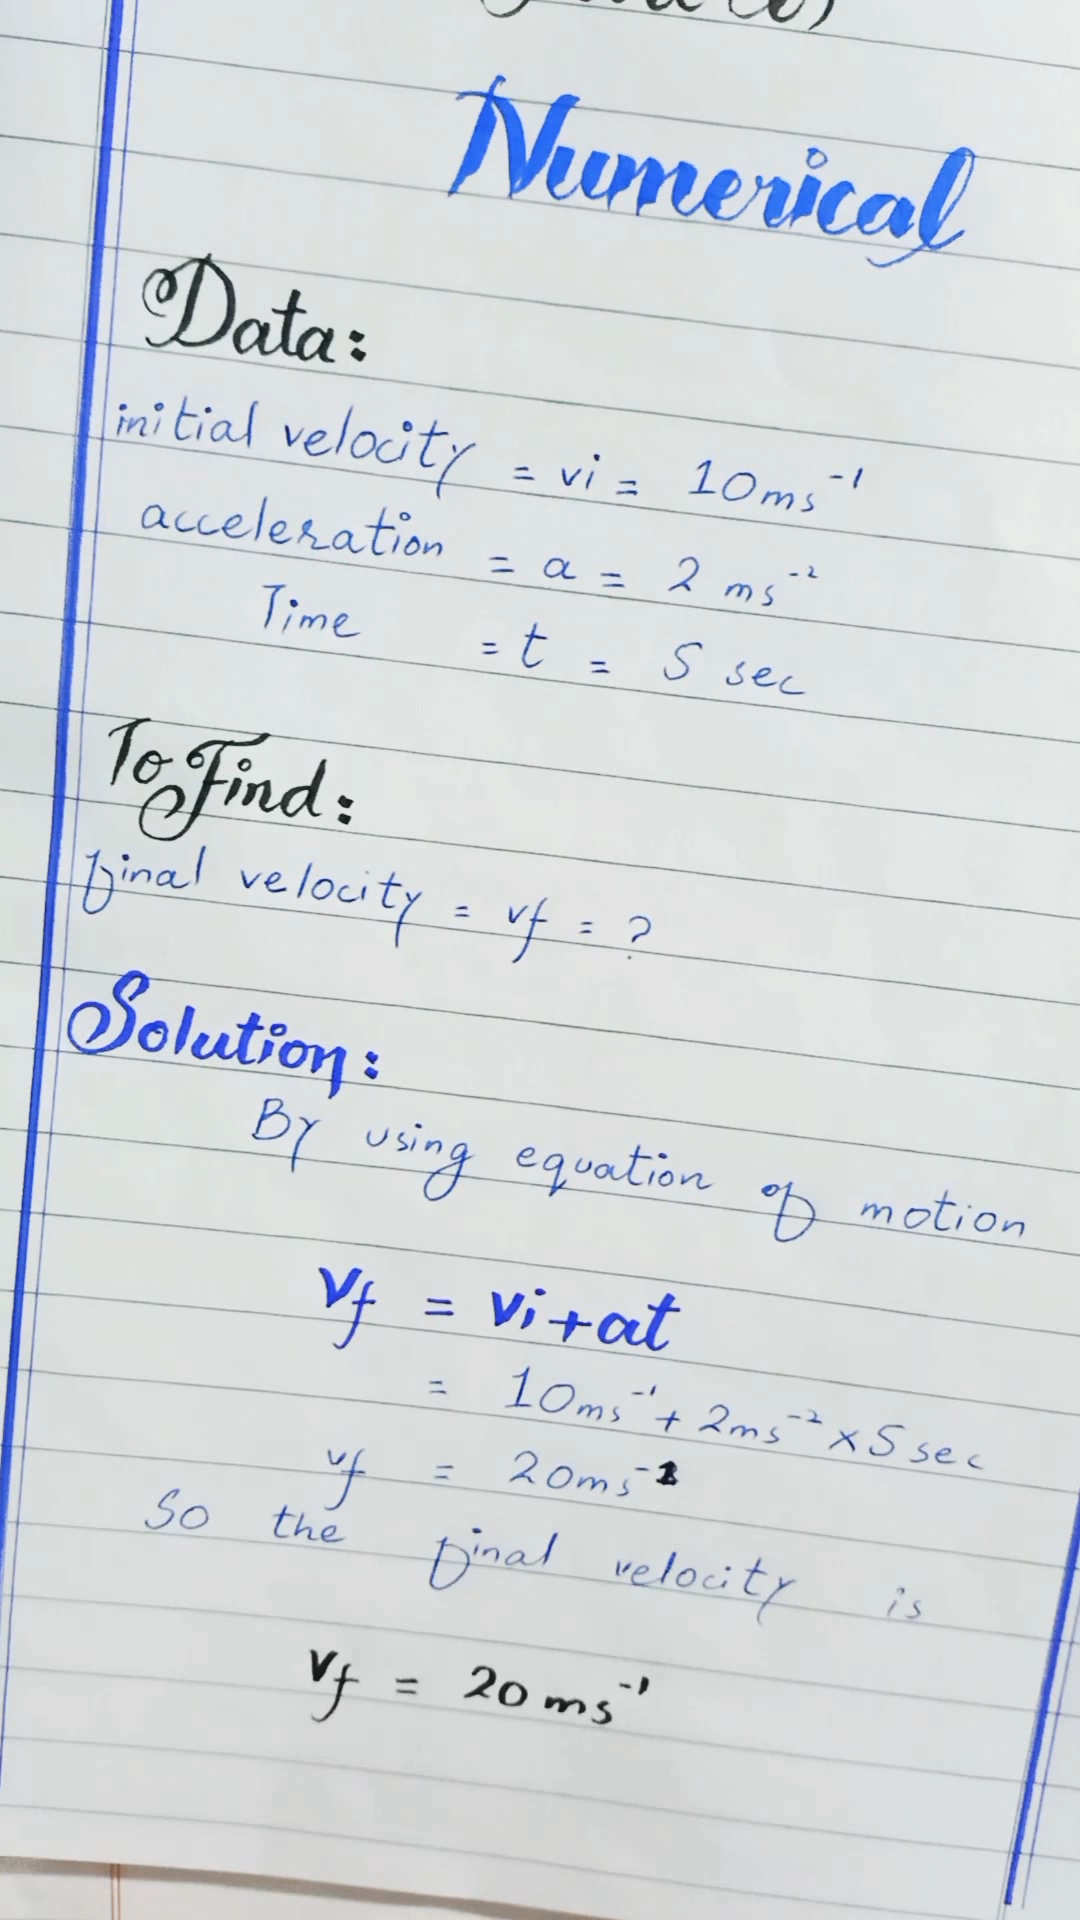 Numerical
Data:
initial velocity = vi = 10ms⁻¹
acceleration = a = 2 ms⁻²
Time = t = 5 sec
To Find:
final velocity = vf = ?
Solution:
By using equation of motion
Vf = vi+at
= 10ms⁻¹ + 2ms⁻² x 5 sec
vf = 20ms⁻¹
So the final velocity is
Vf = 20 ms⁻¹